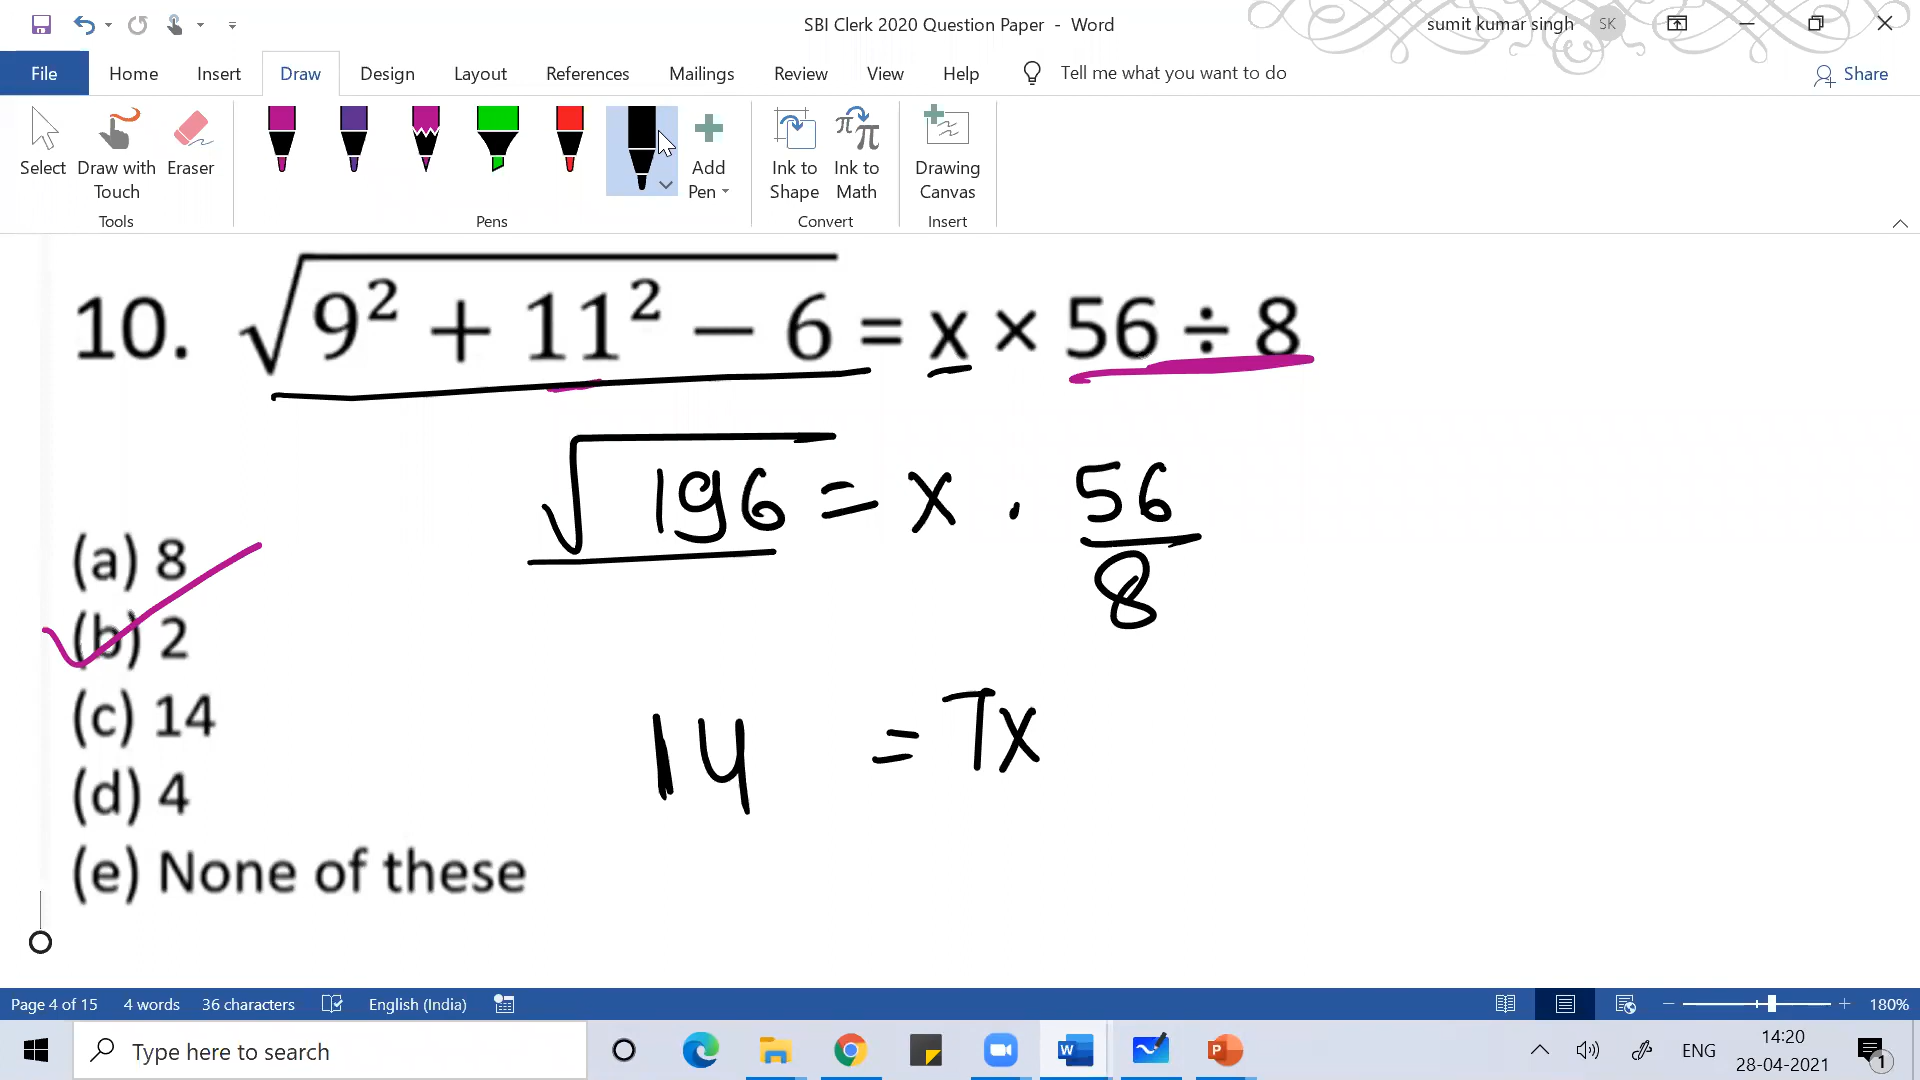 SBI Clerk 2020 Question Paper - Word
sumit kumar singh SK
File Home Insert Draw Design Layout References Mailings Review View Help Tell me what you want to do Share
Select Draw with Touch Eraser Add Pen Ink to Shape Ink to Math Drawing Canvas
Tools Pens Convert Insert
10. √(9² + 11² − 6) = x × 56 ÷ 8
√196 = x · 56/8
(a) 8
(b) 2
(c) 14
14 = 7x
(d) 4
(e) None of these
Page 4 of 15 4 words 36 characters English (India) 180%
Type here to search
ENG 14:20
28-04-2021 1